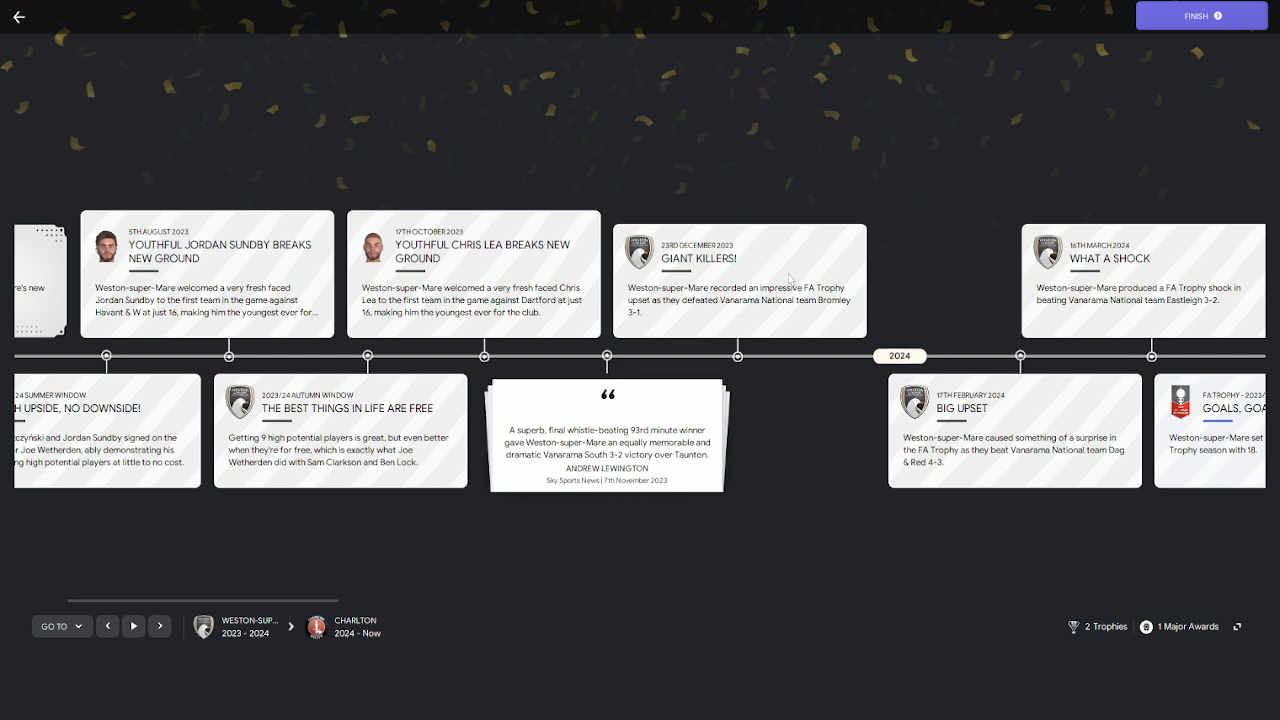 FINISH
re's new
5TH AUGUST 2023
YOUTHFUL JORDAN SUNDBY BREAKS
NEW GROUND
Weston-super-Mare welcomed a very fresh faced
Jordan Sundby to the first team in the game against
Havant & W at just 16, making him the youngest ever for...
17TH OCTOBER 2023
YOUTHFUL CHRIS LEA BREAKS NEW
GROUND
Weston-super-Mare welcomed a very fresh faced Chris
Lea to the first team in the game against Dartford at just
16, making him the youngest ever for the club.
23RD DECEMBER 2023
GIANT KILLERS!
Weston-super-Mare recorded an impressive FA Trophy
upset as they defeated Vanarama National team Bromley
3-1.
16TH MARCH 2024
WHAT A SHOCK
Weston-super-Mare produced a FA Trophy shock in
beating Vanarama National team Eastleigh 3-2.
2024
24 SUMMER WINDOW
H UPSIDE, NO DOWNSIDE!
czyński and Jordan Sundby signed on the
r Joe Wetherden, ably demonstrating his
ng high potential players at little to no cost.
2023/24 AUTUMN WINDOW
THE BEST THINGS IN LIFE ARE FREE
Getting 9 high potential players is great, but even better
when they're for free, which is exactly what Joe
Wetherden did with Sam Clarkson and Ben Lock.
“
A superb, final whistle-beating 93rd minute winner
gave Weston-super-Mare an equally memorable and
dramatic Vanarama South 3-2 victory over Taunton.
ANDREW LEWINGTON
Sky Sports News | 7th November 2023
17TH FEBRUARY 2024
BIG UPSET
Weston-super-Mare caused something of a surprise in
the FA Trophy as they beat Vanarama National team Dag
& Red 4-3.
FA TROPHY - 2023/
GOALS, GOA
Weston-super-Mare set
Trophy season with 18.
GO TO
WESTON-SUP...
2023 - 2024
CHARLTON
2024 - Now
2 Trophies
1 Major Awards